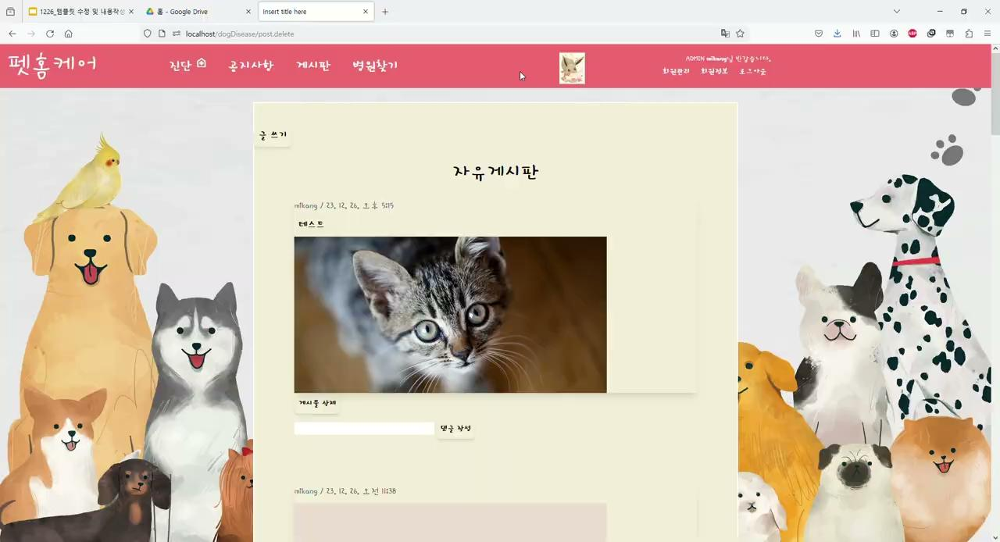 1226_템플릿 수정 및 내용작성
홈 - Google Drive
Insert title here
localhost/dogDisease/post.delete
ABP
펫홈케어
진단
공지사항
게시판
병원찾기
ADMIN mikang님 반갑습니다.
회원관리 회원정보 로그아웃
글 쓰기
자유게시판
mikang / 23. 12. 26. 오후 5:15
테스트
게시물 삭제
댓글 작성
mikang / 23. 12. 26. 오전 11:38